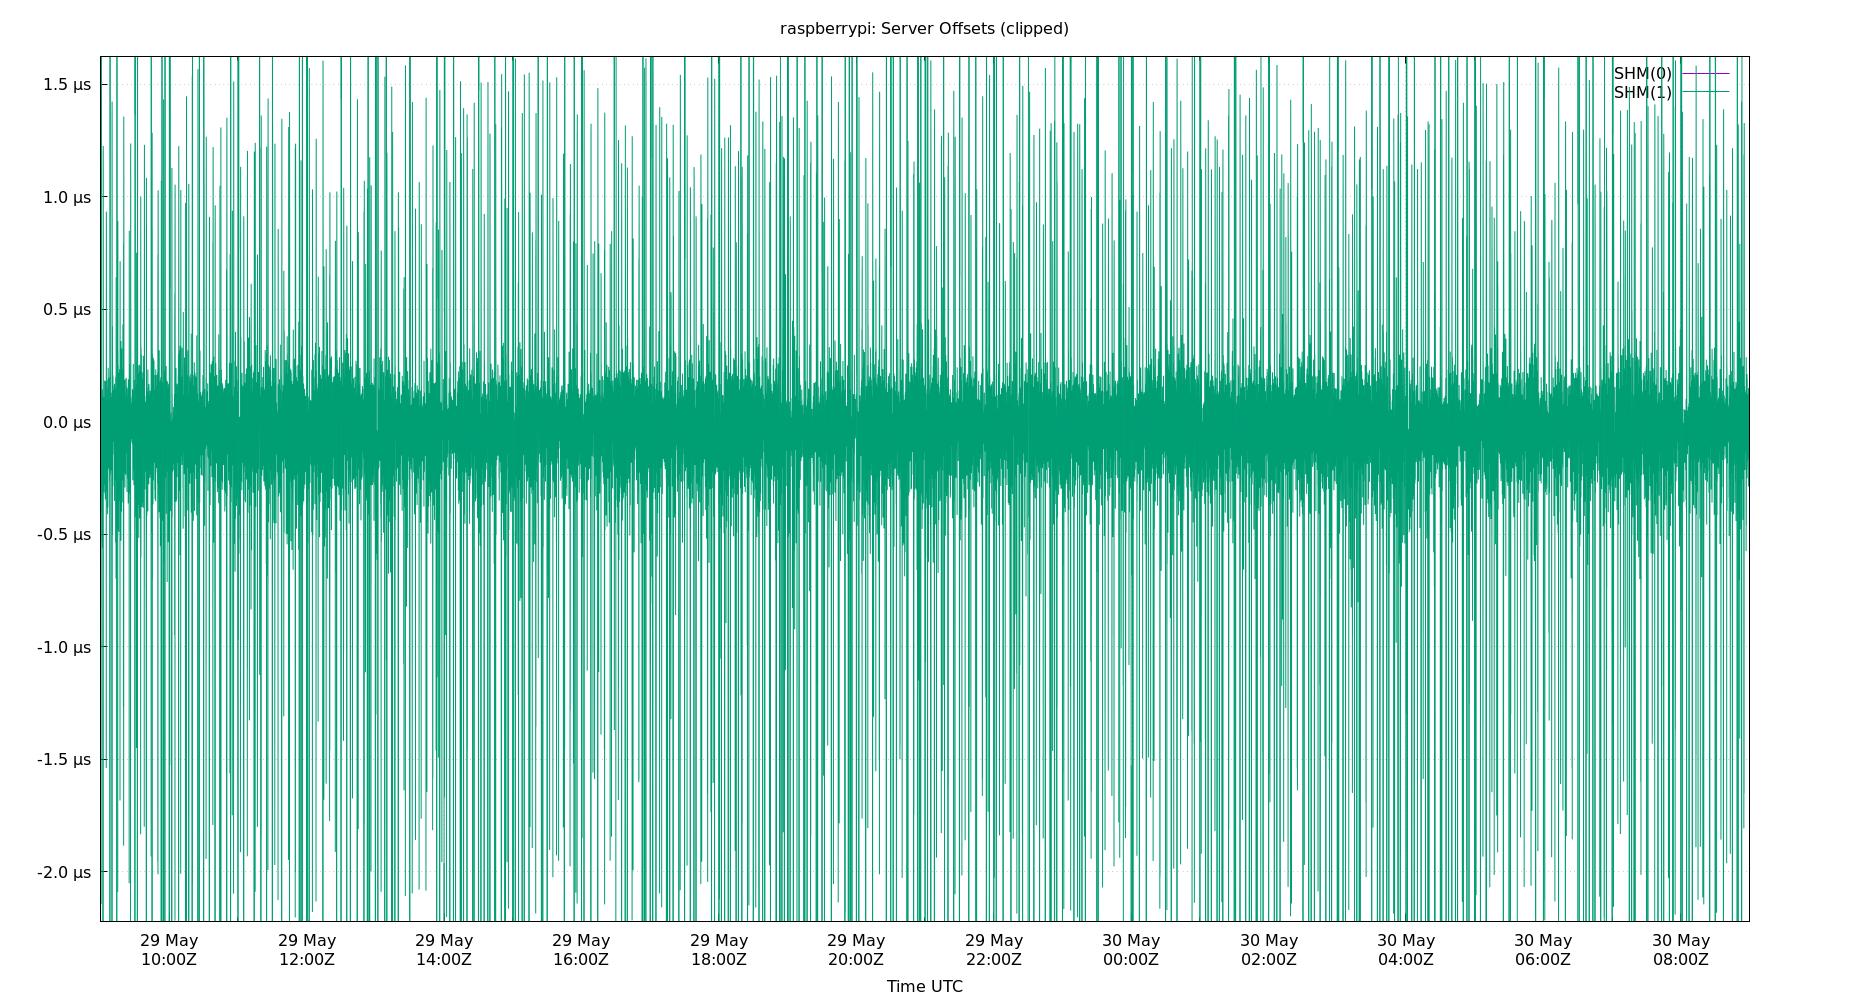 raspberrypi: Server Offsets (clipped)
SHM(0)
SHM(1)
1.5 µs
1.0 µs
0.5 µs
0.0 µs
-0.5 µs
-1.0 µs
-1.5 µs
-2.0 µs
29 May 29 May 29 May 29 May 29 May 29 May 29 May 30 May 30 May 30 May 30 May 30 May
10:00Z 12:00Z 14:00Z 16:00Z 18:00Z 20:00Z 22:00Z 00:00Z 02:00Z 04:00Z 06:00Z 08:00Z
Time UTC